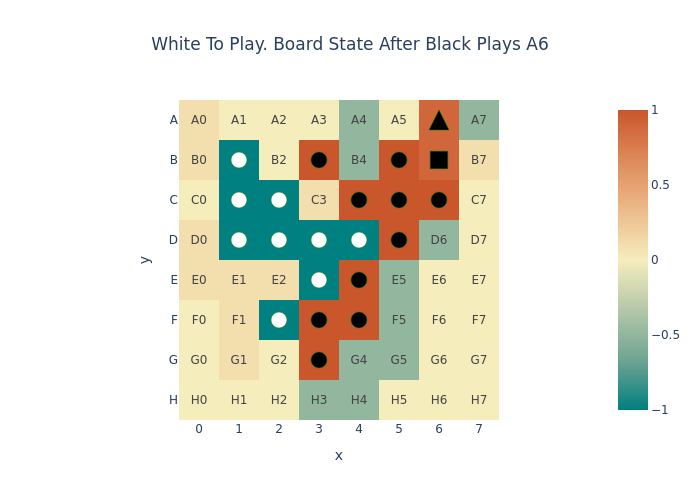 White To Play. Board State After Black Plays A6
A A0 A1 A2 A3 A4 A5 A7
B B0 B2 B4 B7
C C0 C3 C7
D D0 D6 D7
E E0 E1 E2 E5 E6 E7
F F0 F1 F5 F6 F7
G G0 G1 G2 G4 G5 G6 G7
H H0 H1 H2 H3 H4 H5 H6 H7
0 1 2 3 4 5 6 7
x
y
1
0.5
0
−0.5
−1